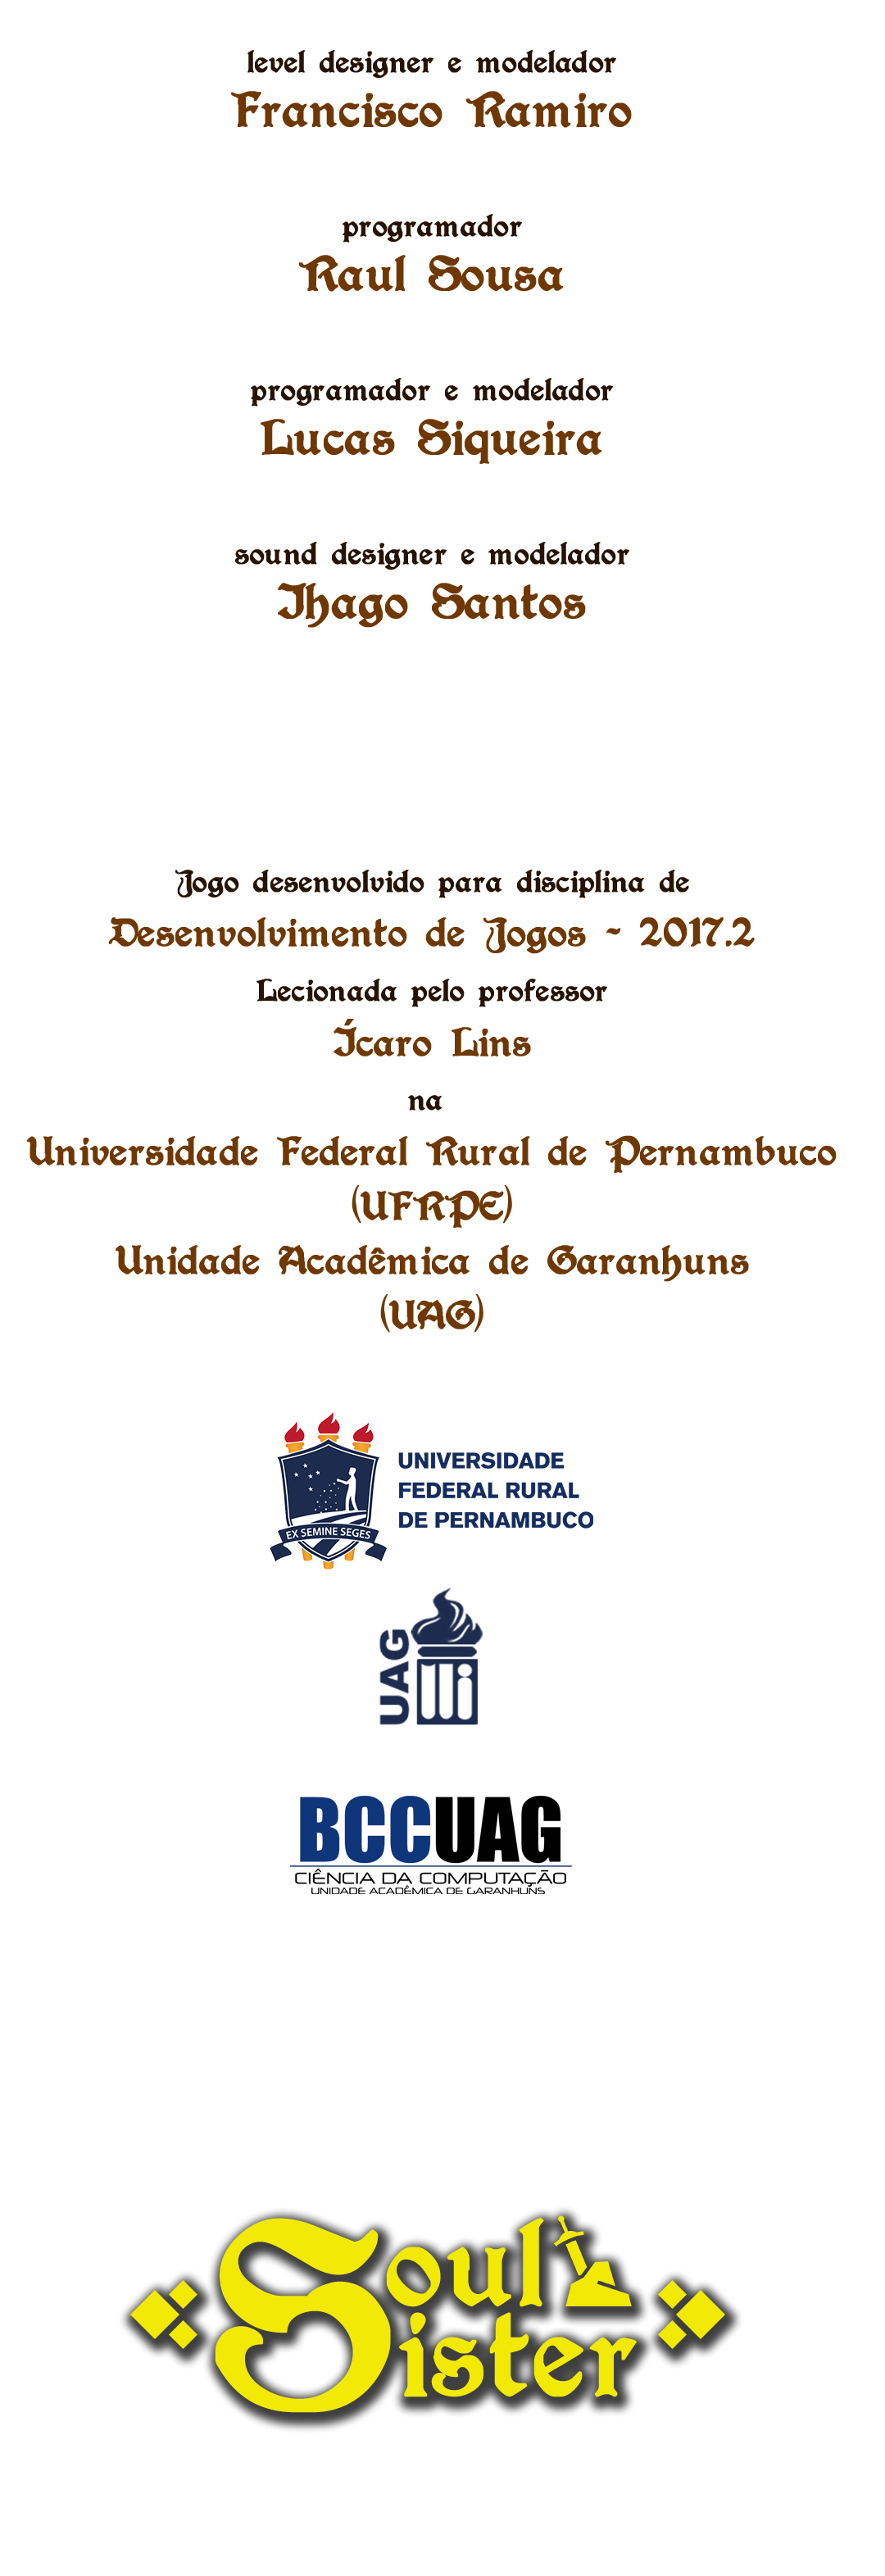 level designer e modelador
Francisco Ramiro
programador
Raul Sousa
programador e modelador
Lucas Siqueira
sound designer e modelador
Jhago Santos
Jogo desenvolvido para disciplina de
Desenvolvimento de Jogos - 2017.2
Lecionada pelo professor
Ícaro Lins
na
Universidade Federal Rural de Pernambuco
(UFRPE)
Unidade Acadêmica de Garanhuns
(UAG)
UNIVERSIDADE
FEDERAL RURAL
DE PERNAMBUCO
EX SEMINE SEGES
UAG
BCCUAG
CIÊNCIA DA COMPUTAÇÃO
UNIDADE ACADÊMICA DE GARANHUNS
Soul
Sister